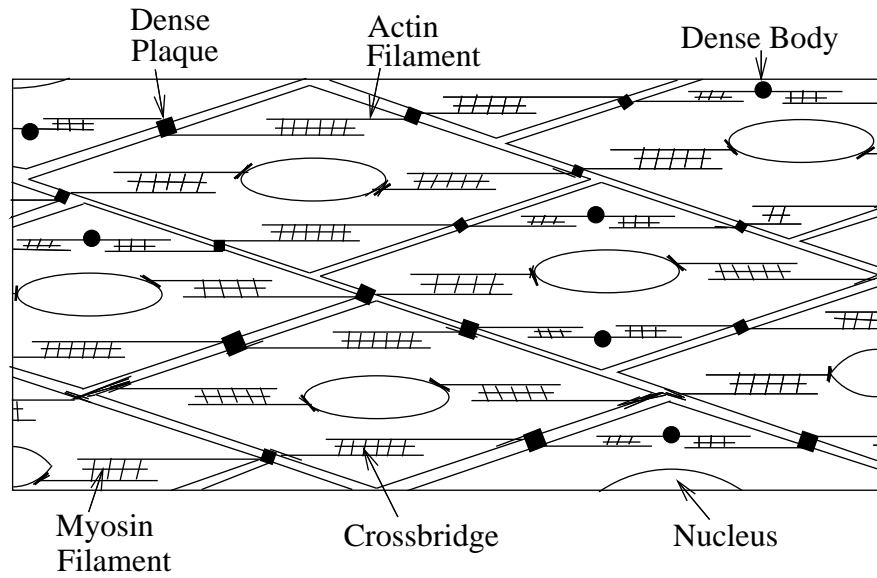 Dense
Plaque
Actin
Filament
Dense Body
Myosin
Filament
Crossbridge
Nucleus